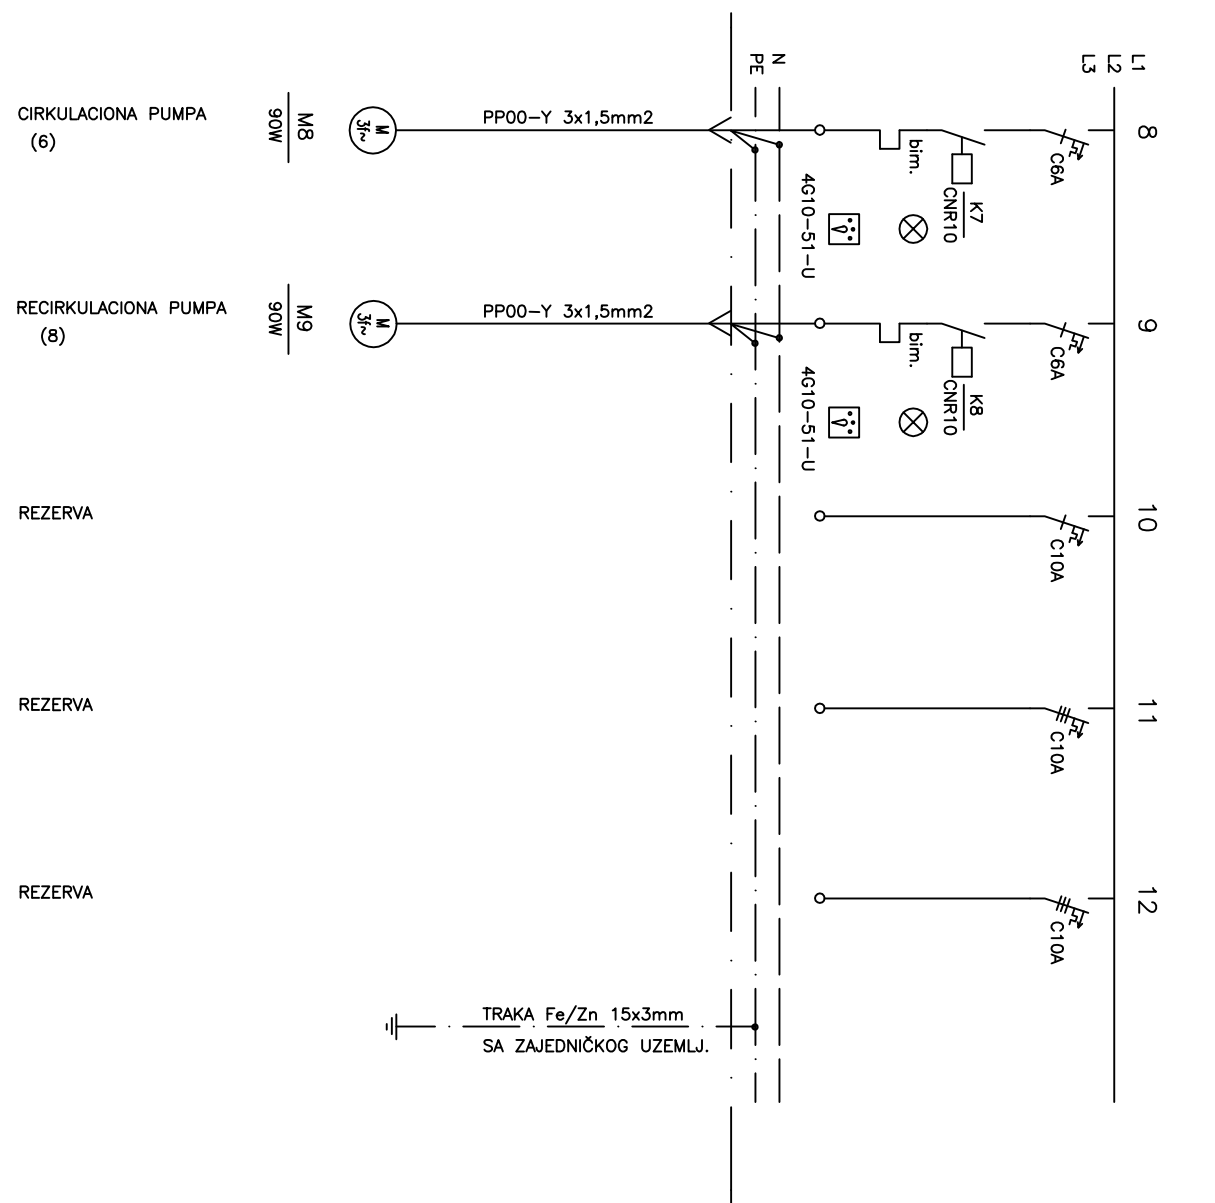 L1
L2
L3
N
PE
8
C6A
K7
CNR10
bim.
4G10-51-U
PP00-Y 3x1,5mm2
M
3f~
M8
90W
CIRKULACIONA PUMPA
(6)
9
C6A
K8
CNR10
bim.
4G10-51-U
PP00-Y 3x1,5mm2
M
3f~
M9
90W
RECIRKULACIONA PUMPA
(8)
10
C10A
REZERVA
11
C10A
REZERVA
12
C10A
REZERVA
TRAKA Fe/Zn 15x3mm
SA ZAJEDNIČKOG UZEMLJ.